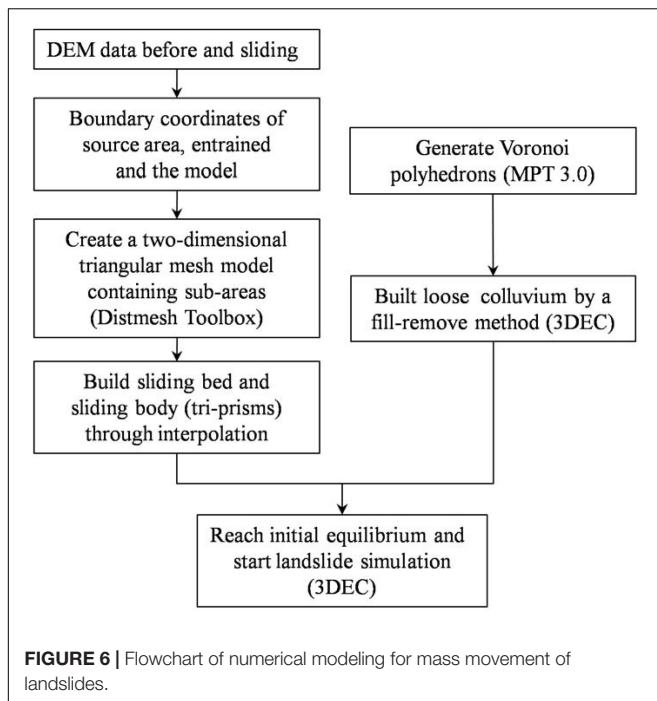 DEM data before and sliding
Boundary coordinates of
source area, entrained
and the model
Create a two-dimensional
triangular mesh model
containing sub-areas
(Distmesh Toolbox)
Build sliding bed and
sliding body (tri-prisms)
through interpolation
Generate Voronoi
polyhedrons (MPT 3.0)
Built loose colluvium by a
fill-remove method (3DEC)
Reach initial equilibrium and
start landslide simulation
(3DEC)
FIGURE 6 | Flowchart of numerical modeling for mass movement of
landslides.